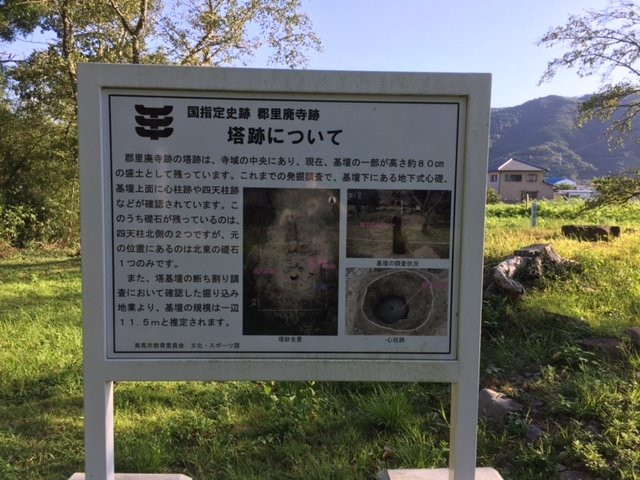 国指定史跡 郡里廃寺跡
塔跡について
郡里廃寺跡の塔跡は、寺域の中央にあり、現在、基壇の一部が高さ約８０㎝
の盛土として残っています。これまでの発掘調査で、基壇下にある地下式心礎、
基壇上面に心柱跡や四天柱跡
などが確認されています。こ
のうち礎石が残っているのは、
四天柱北側の２つですが、元
の位置にあるのは北東の礎石
１つのみです。
また、塔基壇の断ち割り調
査において確認した掘り込み
地業より、基壇の規模は一辺
１１.５ｍと推定されます。
基壇の調査状況
塔跡全景
心柱跡
美馬市教育委員会 文化・スポーツ課